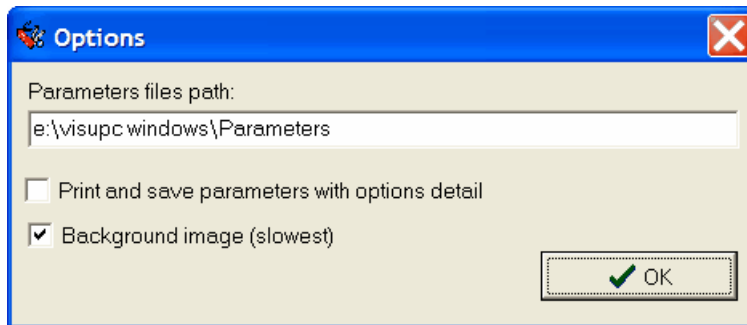 Options
Parameters files path:
e:\visupc windows\Parameters
Print and save parameters with options detail
Background image (slowest)
OK